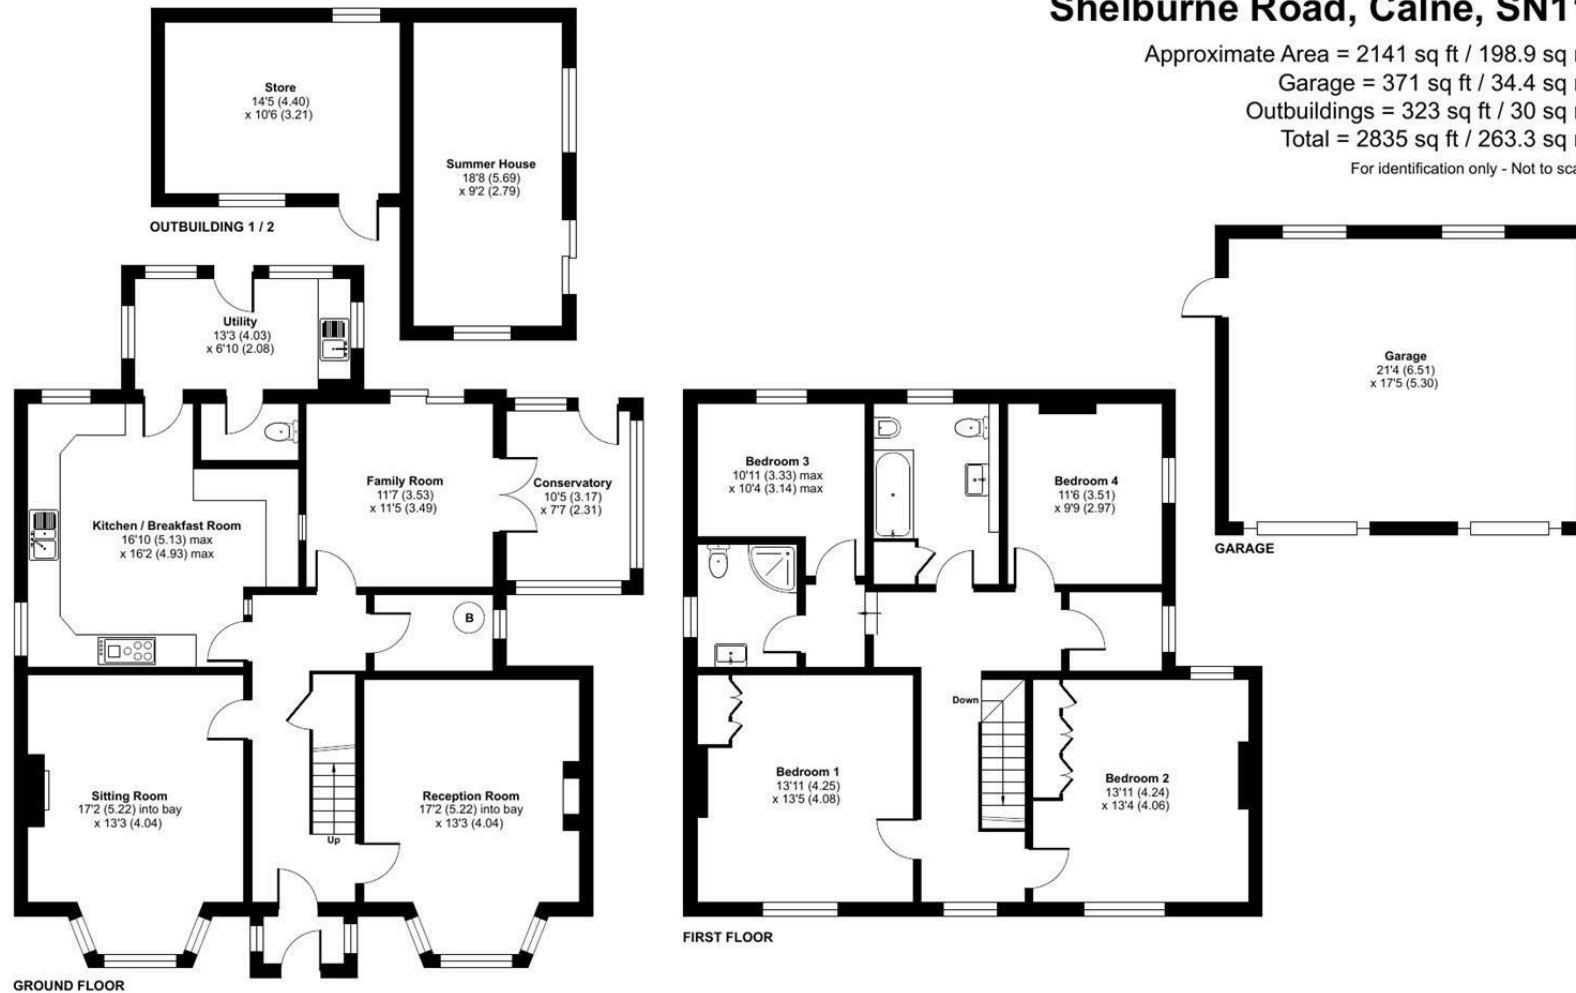 Shelburne Road, Calne, SN11
Approximate Area = 2141 sq ft / 198.9 sq m
Garage = 371 sq ft / 34.4 sq m
Outbuildings = 323 sq ft / 30 sq m
Total = 2835 sq ft / 263.3 sq m
For identification only - Not to sca
Store
14'5 (4.40)
x 10'6 (3.21)
Summer House
18'8 (5.69)
x 9'2 (2.79)
OUTBUILDING 1 / 2
Utility
13'3 (4.03)
x 6'10 (2.08)
Kitchen / Breakfast Room
16'10 (5.13) max
x 16'2 (4.93) max
Family Room
11'7 (3.53)
x 11'5 (3.49)
Conservatory
10'5 (3.17)
x 7'7 (2.31)
B
Sitting Room
17'2 (5.22) into bay
x 13'3 (4.04)
Up
Reception Room
17'2 (5.22) into bay
x 13'3 (4.04)
GROUND FLOOR
Bedroom 3
10'11 (3.33) max
x 10'4 (3.14) max
Bedroom 4
11'6 (3.51)
x 9'9 (2.97)
Down
Bedroom 1
13'11 (4.25)
x 13'5 (4.08)
Bedroom 2
13'11 (4.24)
x 13'4 (4.06)
FIRST FLOOR
Garage
21'4 (6.51)
x 17'5 (5.30)
GARAGE